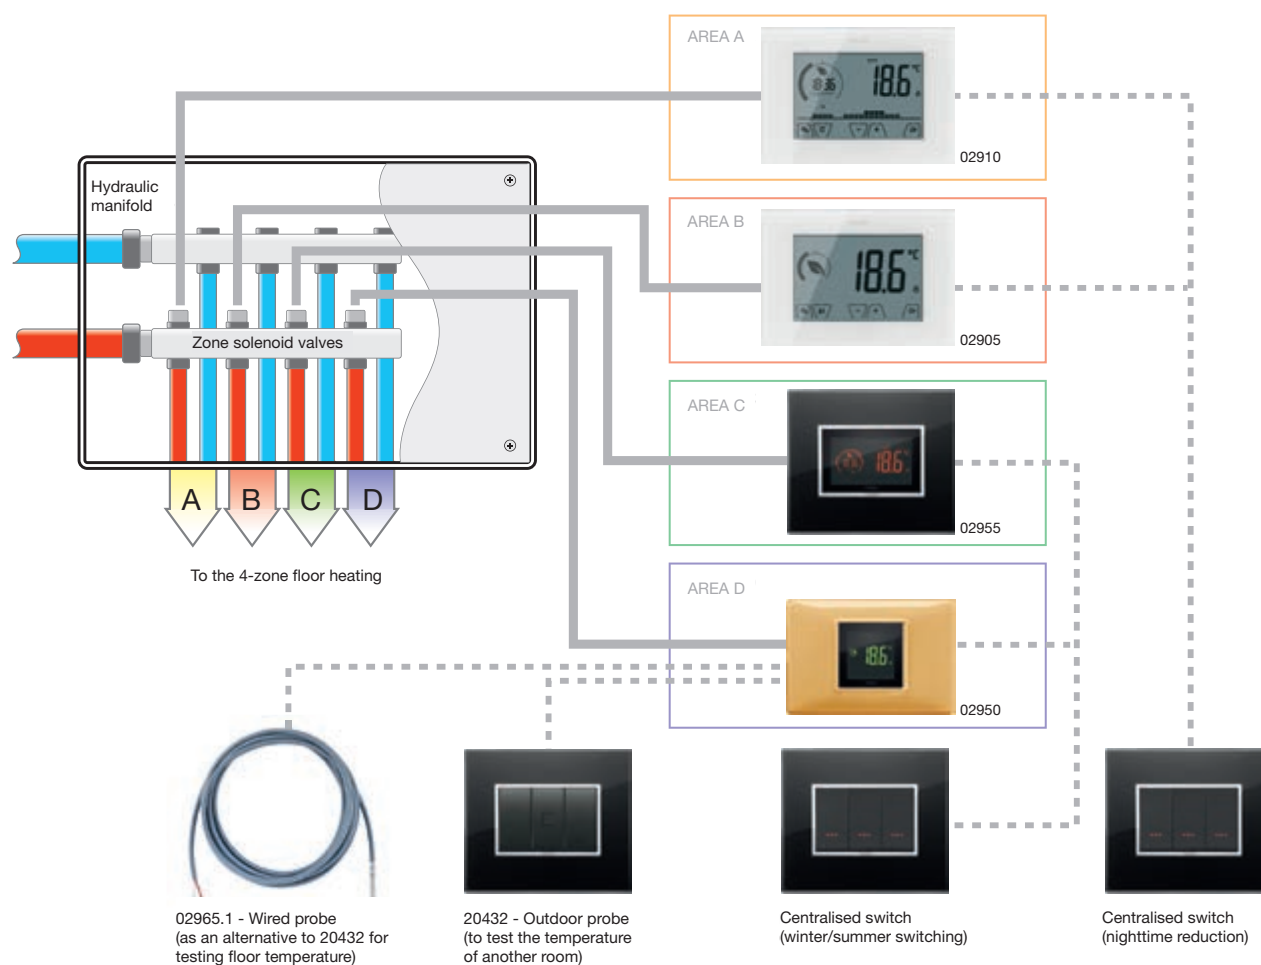 AREA A
18.6 °C
02910
Hydraulic
manifold
AREA B
18.6 °C
02905
Zone solenoid valves
AREA C
18.6
02955
A B C D
To the 4-zone floor heating
AREA D
18.6
02950
02965.1 - Wired probe
(as an alternative to 20432 for
testing floor temperature)
20432 - Outdoor probe
(to test the temperature
of another room)
Centralised switch
(winter/summer switching)
Centralised switch
(nighttime reduction)